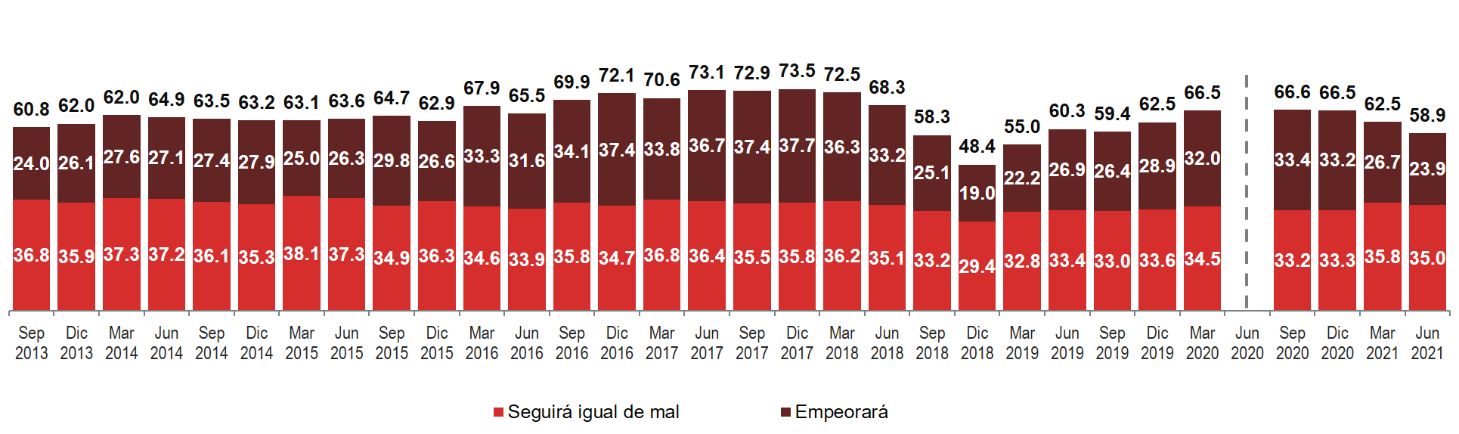 60.8 62.0 62.0 64.9 63.5 63.2 63.1 63.6 64.7 62.9 67.9 65.5 69.9 72.1 70.6 73.1 72.9 73.5 72.5 68.3 58.3 48.4 55.0 60.3 59.4 62.5 66.5 66.6 66.5 62.5 58.9
24.0 26.1 27.6 27.1 27.4 27.9 25.0 26.3 29.8 26.6 33.3 31.6 34.1 37.4 33.8 36.7 37.4 37.7 36.3 33.2 25.1 19.0 22.2 26.9 26.4 28.9 32.0 33.4 33.2 26.7 23.9
36.8 35.9 37.3 37.2 36.1 35.3 38.1 37.3 34.9 36.3 34.6 33.9 35.8 34.7 36.8 36.4 35.5 35.8 36.2 35.1 33.2 29.4 32.8 33.4 33.0 33.6 34.5 33.2 33.3 35.8 35.0
Sep Dic Mar Jun Sep Dic Mar Jun Sep Dic Mar Jun Sep Dic Mar Jun Sep Dic Mar Jun Sep Dic Mar Jun Sep Dic Mar Jun Sep Dic Mar Jun
2013 2013 2014 2014 2014 2014 2015 2015 2015 2015 2016 2016 2016 2016 2017 2017 2017 2017 2018 2018 2018 2018 2019 2019 2019 2019 2020 2020 2020 2020 2021 2021
Seguirá igual de mal Empeorará